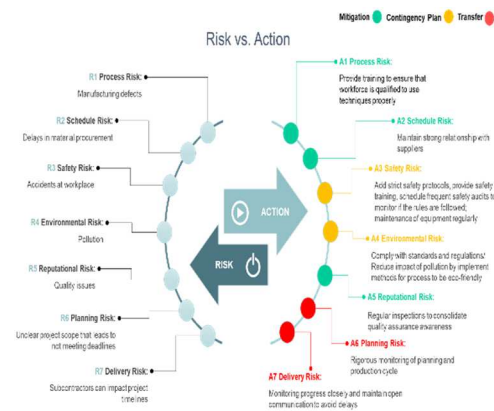 Mitigation
Contingency Plan
Transfer
Risk vs. Action
R1 Process Risk:
Manufacturing defects
R2 Schedule Risk:
Delays in material procurement
R3 Safety Risk:
Accidents at workplace
R4 Environmental Risk:
Pollution
R5 Reputational Risk:
Quality issues
R6 Planning Risk:
Unclear project scope that leads to
not meeting deadlines
R7 Delivery Risk:
Subcontractors can impact project
timelines
ACTION
RISK
A1 Process Risk:
Provide training to ensure that
workforce is qualified to use
techniques properly
A2 Schedule Risk:
Maintain strong relationship with
suppliers
A3 Safety Risk:
Add strict safety protocols, provide safety
training, schedule frequent safety audits to
monitor if the rules are followed;
maintenance of equipment regularly
A4 Environmental Risk:
Comply with standards and regulations/
Reduce impact of pollution by implement
methods for process to be eco-friendly
A5 Reputational Risk:
Regular inspections to consolidate
quality assurance awareness
A6 Planning Risk:
Rigorous monitoring of planning and
production cycle
A7 Delivery Risk:
Monitoring progress closely and maintain open
communication to avoid delays